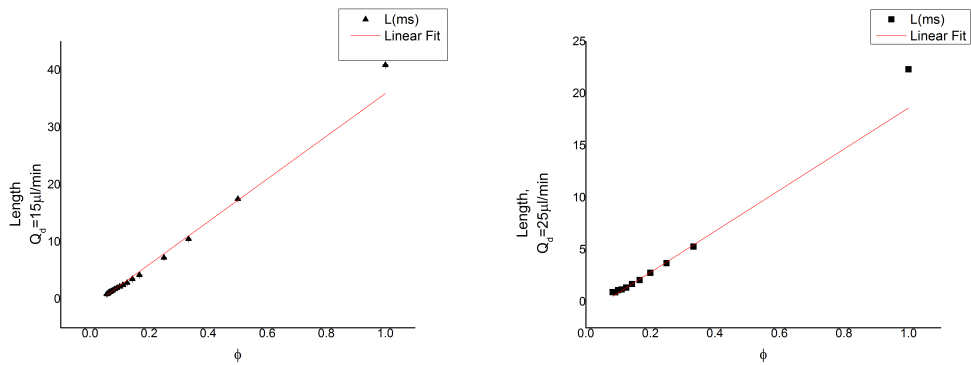 L(ms)
Linear Fit
40
30
20
10
0
Length
Qd=15μl/min
0.0 0.2 0.4 0.6 0.8 1.0
ϕ
L(ms)
Linear Fit
25
20
15
10
5
0
Length,
Qd=25μl/min
0.0 0.2 0.4 0.6 0.8 1.0
ϕ